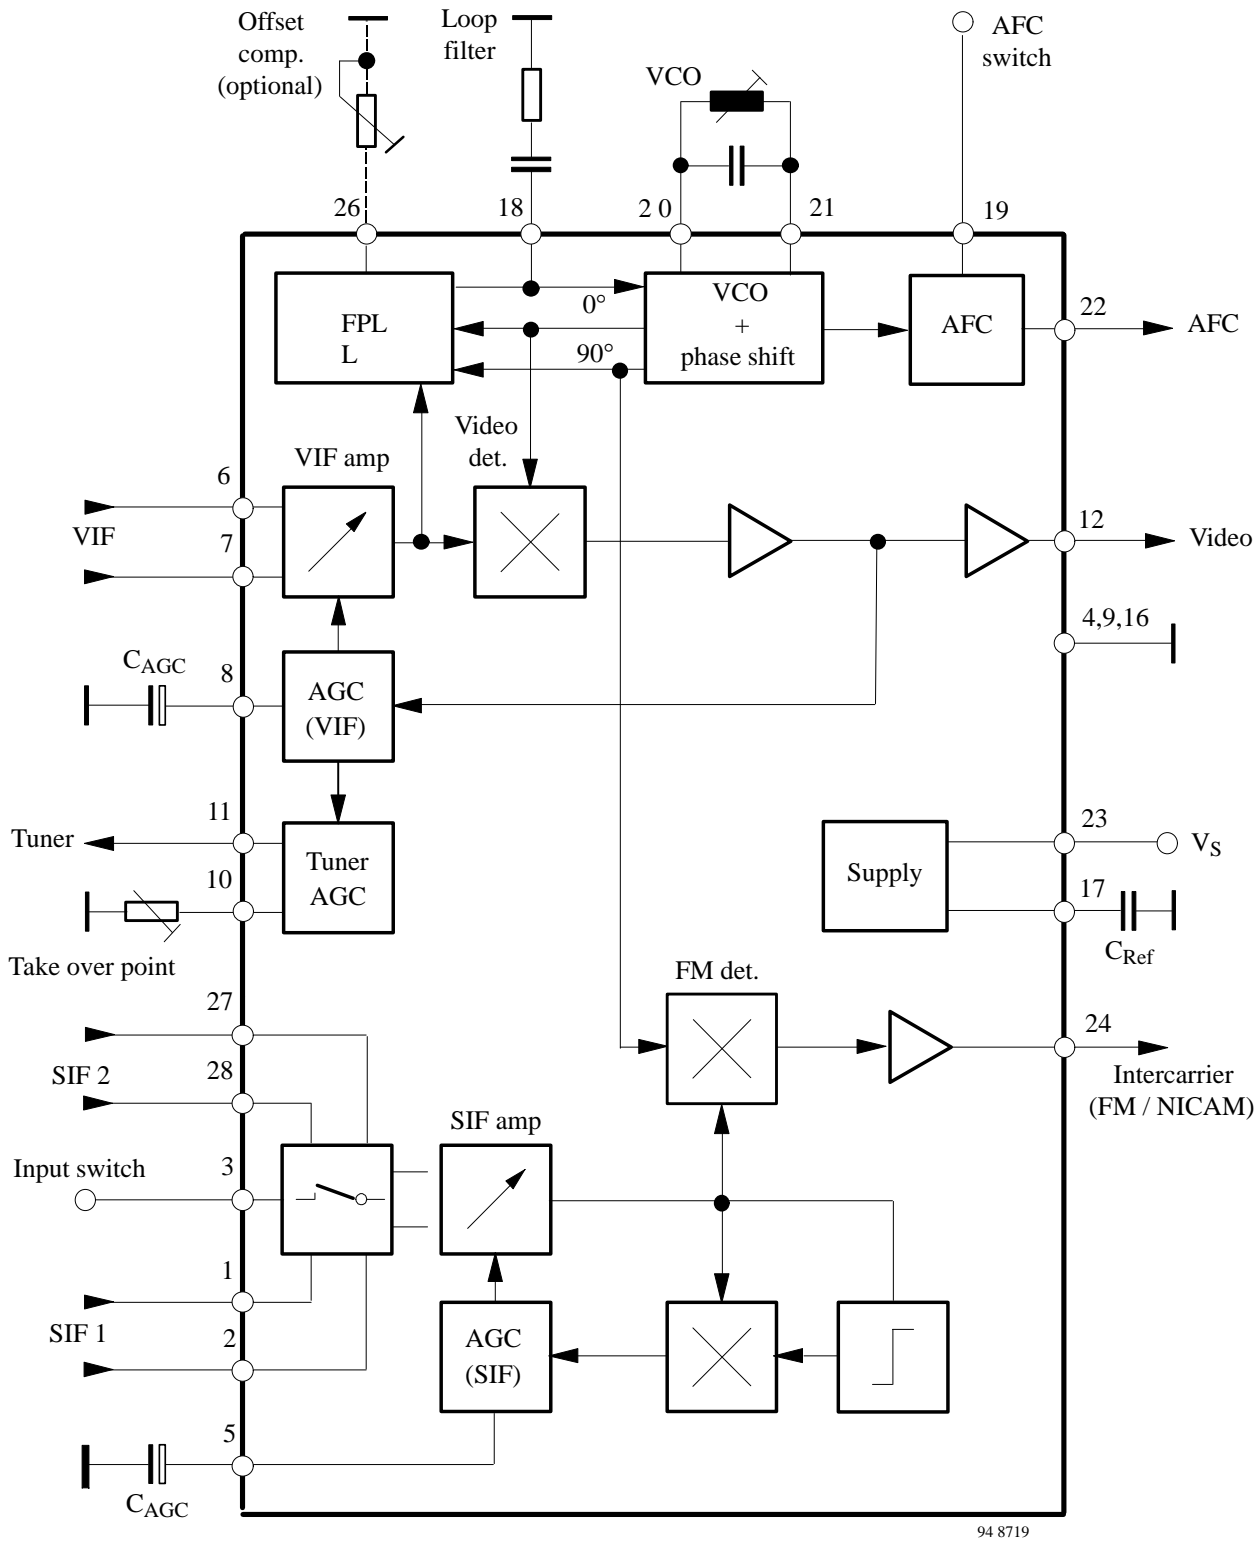 Offset
comp.
(optional)
Loop
filter
VCO
AFC
switch
26
18
2 0
21
19
FPL
L
0°
90°
VCO
+
phase shift
AFC
22
AFC
Video
det.
VIF amp
6
VIF
7
12
Video
4,9,16
CAGC
8
AGC
(VIF)
11
Tuner
10
Tuner
AGC
Take over point
Supply
23
VS
17
CRef
FM det.
27
SIF 2
28
24
Intercarrier
(FM / NICAM)
SIF amp
Input switch
3
1
SIF 1
2
AGC
(SIF)
5
CAGC
94 8719